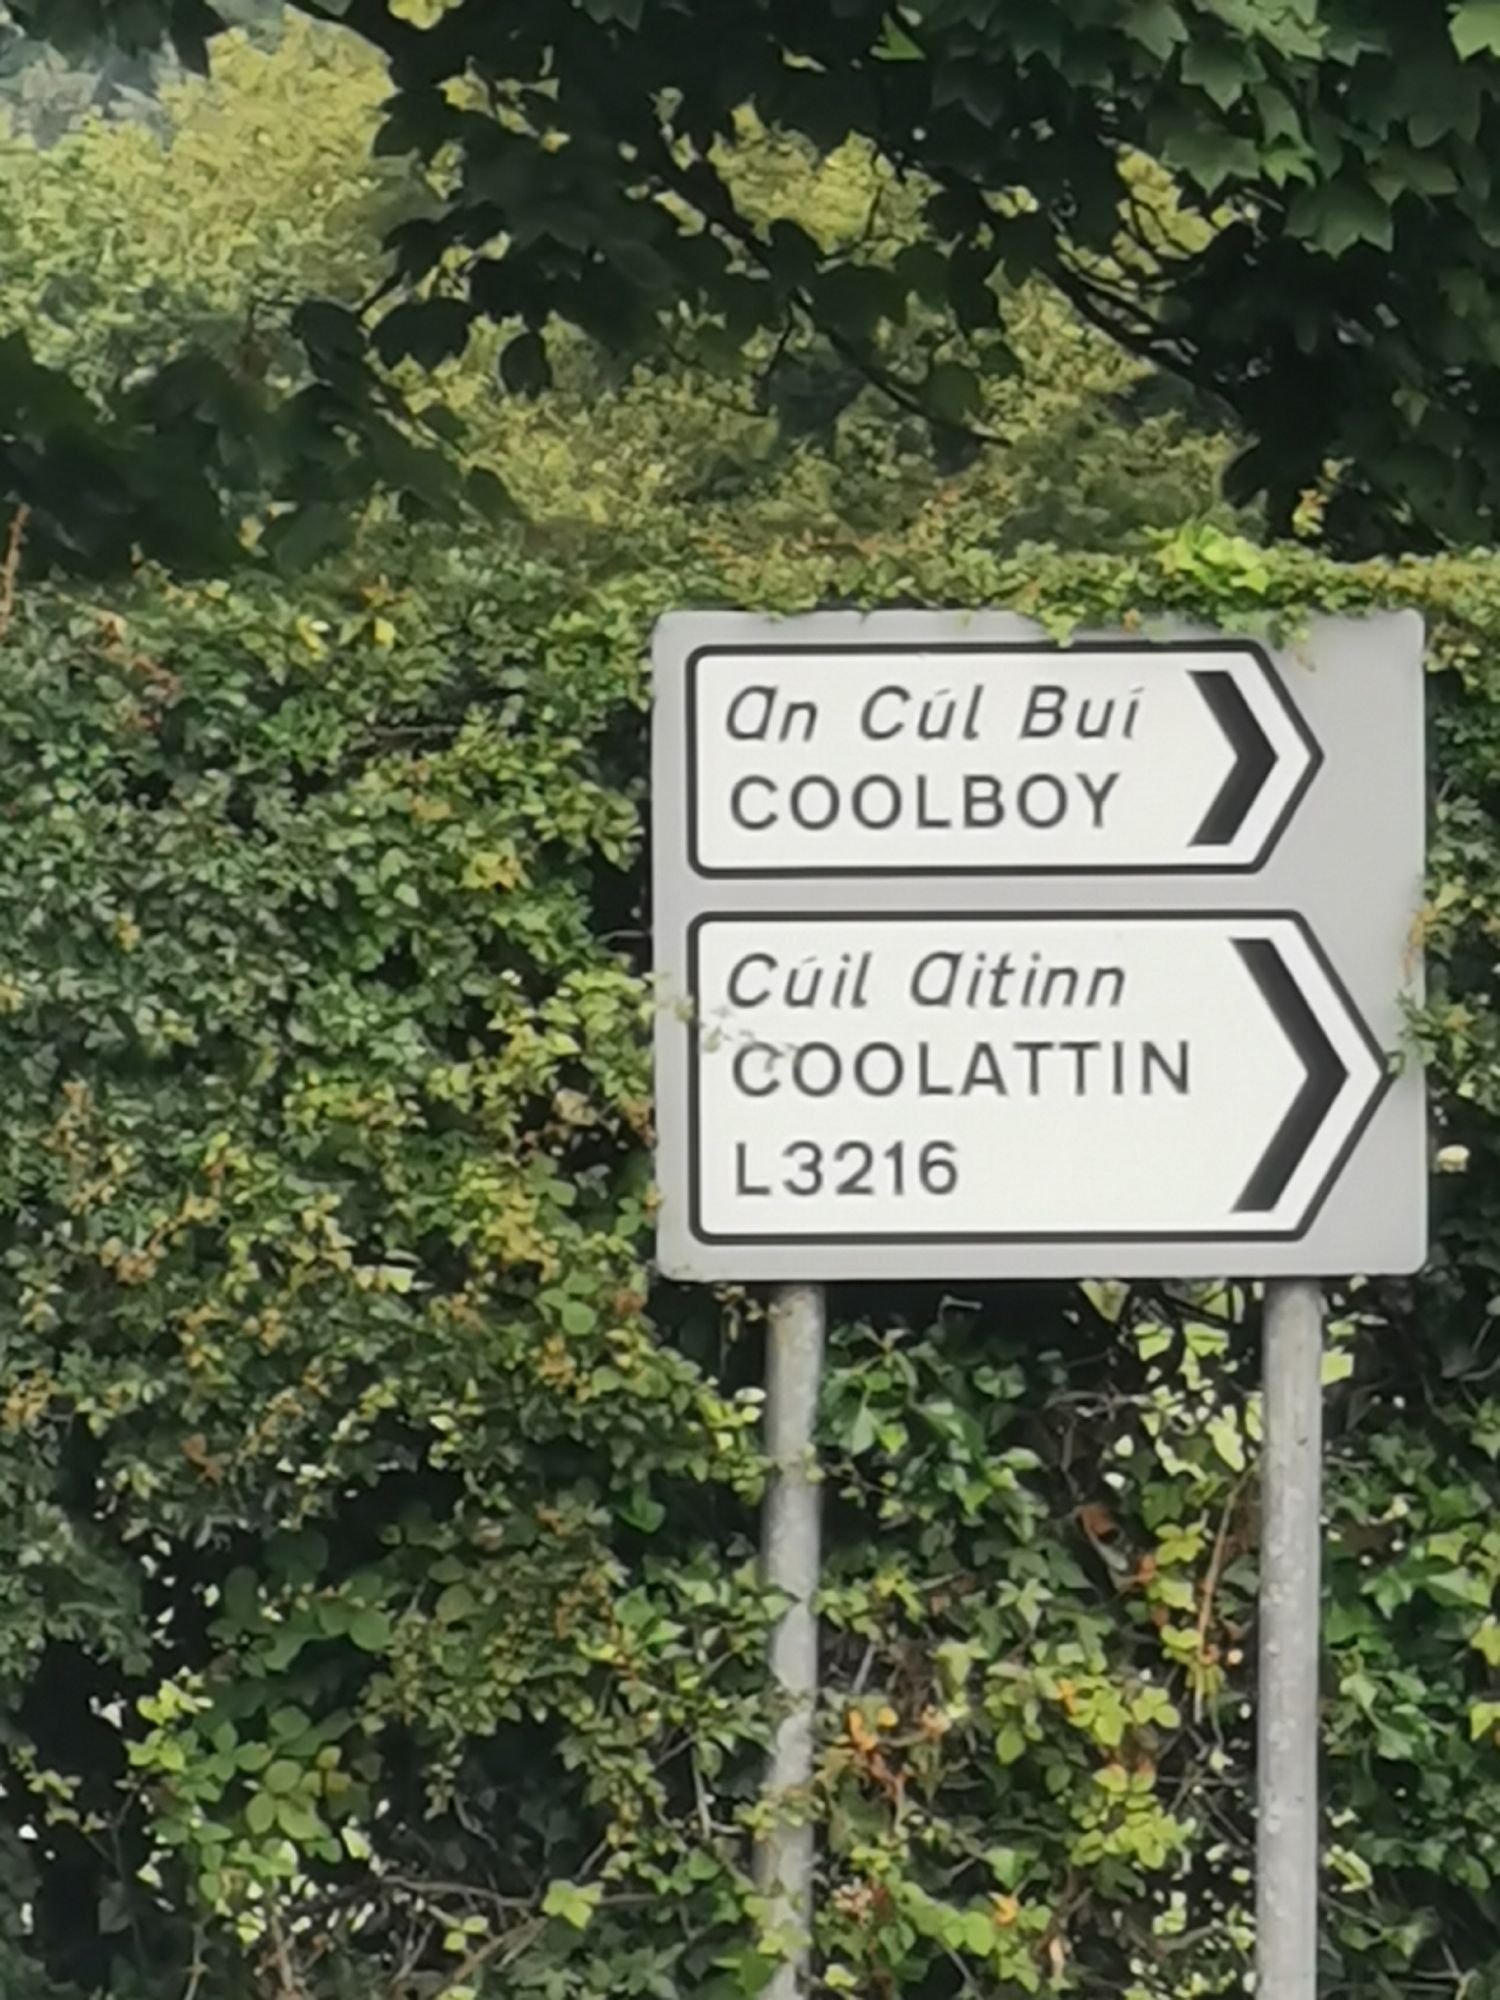 An Cúl Buí
COOLBOY
Cúil Aitinn
COOLATTIN
L3216